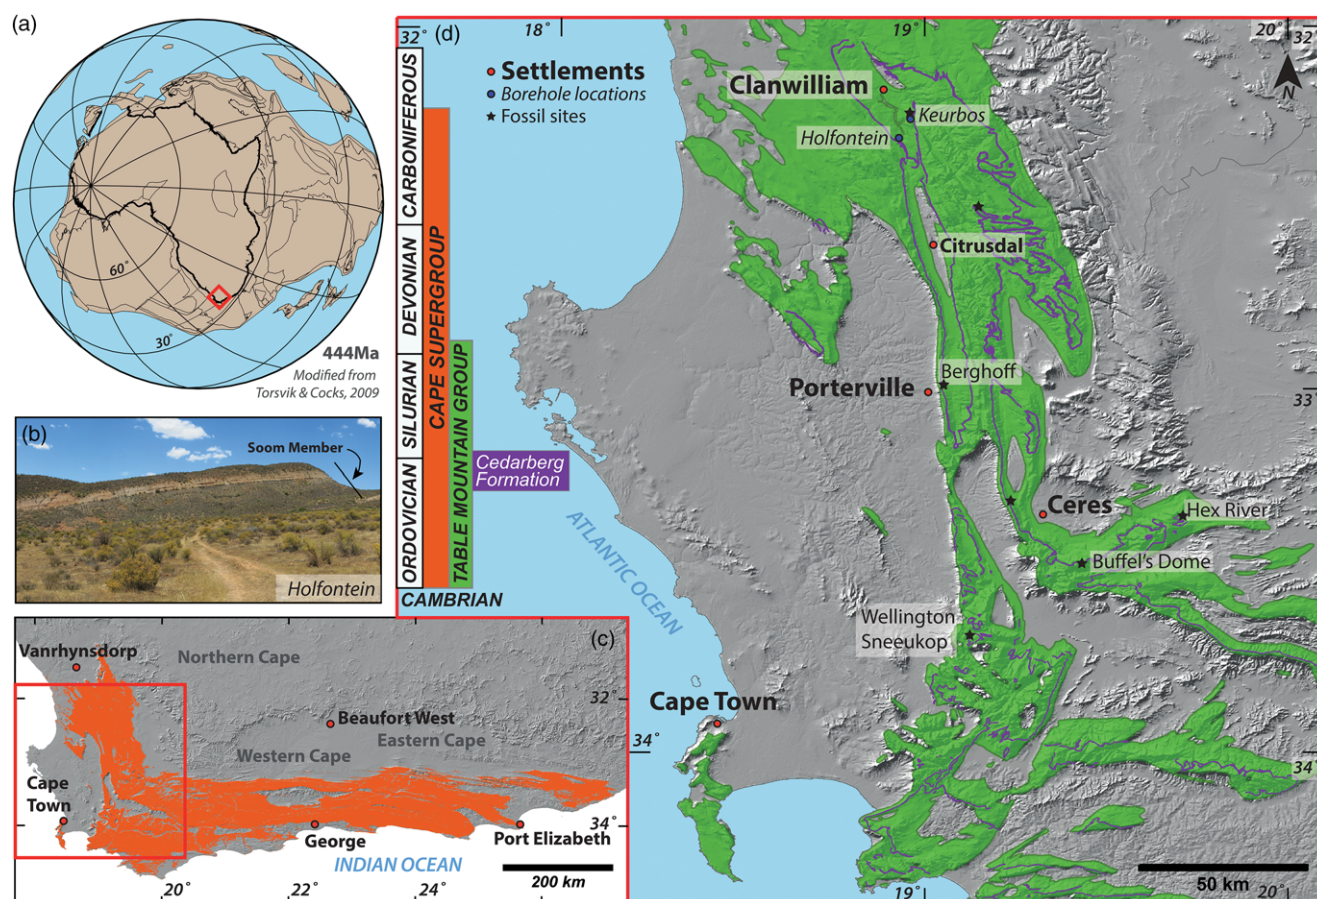 (a)
60°
30°
444Ma
Modified from
Torsvik & Cocks, 2009
(b)
Soom Member
Holfontein
(c)
Vanrhynsdorp
Northern Cape
32
Beaufort West
Eastern Cape
Western Cape
34
Cape
Town
George
Port Elizabeth
INDIAN OCEAN
200 km
20
22
24
(d)
32°
18°
19°
20°
32°
N
Settlements
Borehole locations
Fossil sites
CARBONIFEROUS
DEVONIAN
SILURIAN
ORDOVICIAN
CAMBRIAN
CAPE SUPERGROUP
TABLE MOUNTAIN GROUP
Cedarberg
Formation
ATLANTIC OCEAN
Clanwilliam
Keurbos
Holfontein
Citrusdal
33
Berghoff
Porterville
Ceres
Hex River
Buffel's Dome
Wellington
Sneeukop
Cape Town
34°
34°
50 km
19°
20°